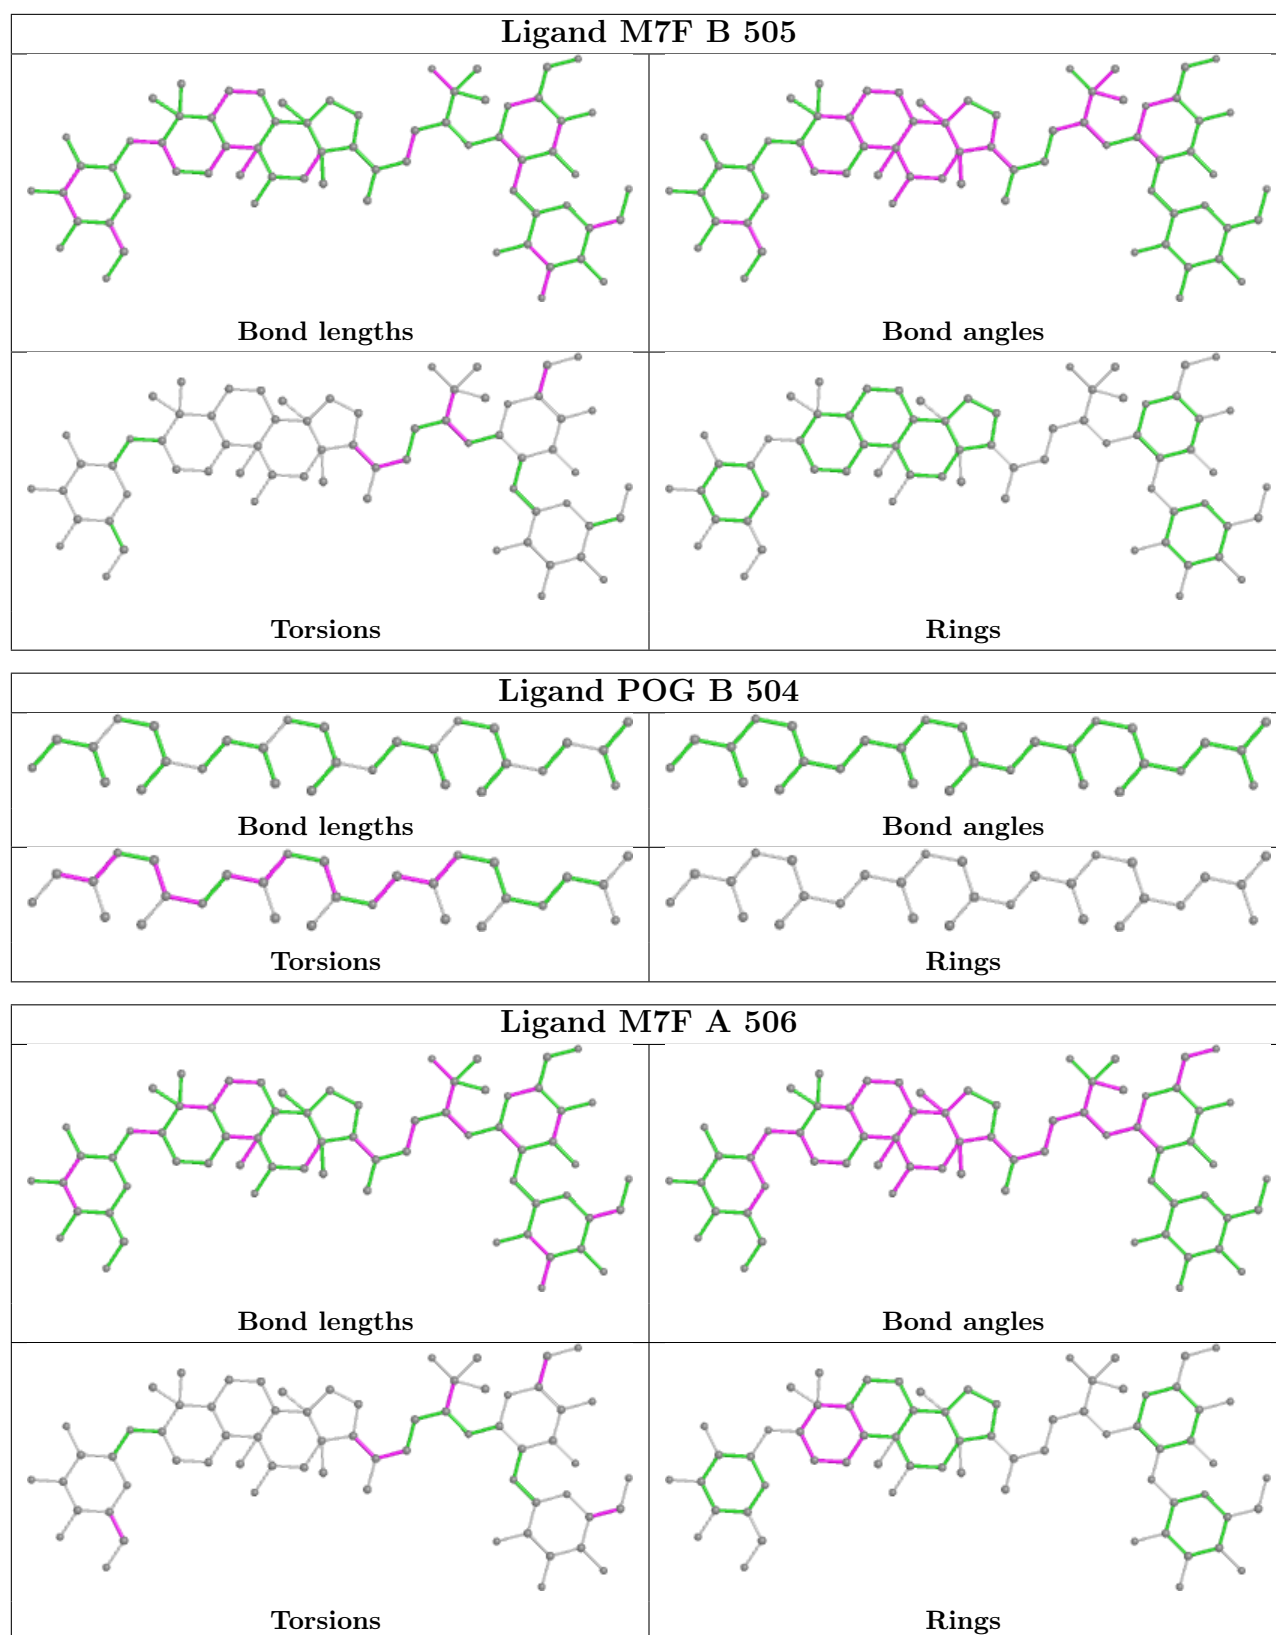 Ligand M7F B 505
Bond lengths
Bond angles
Torsions
Rings
Ligand POG B 504
Bond lengths
Bond angles
Torsions
Rings
Ligand M7F A 506
Bond lengths
Bond angles
Torsions
Rings